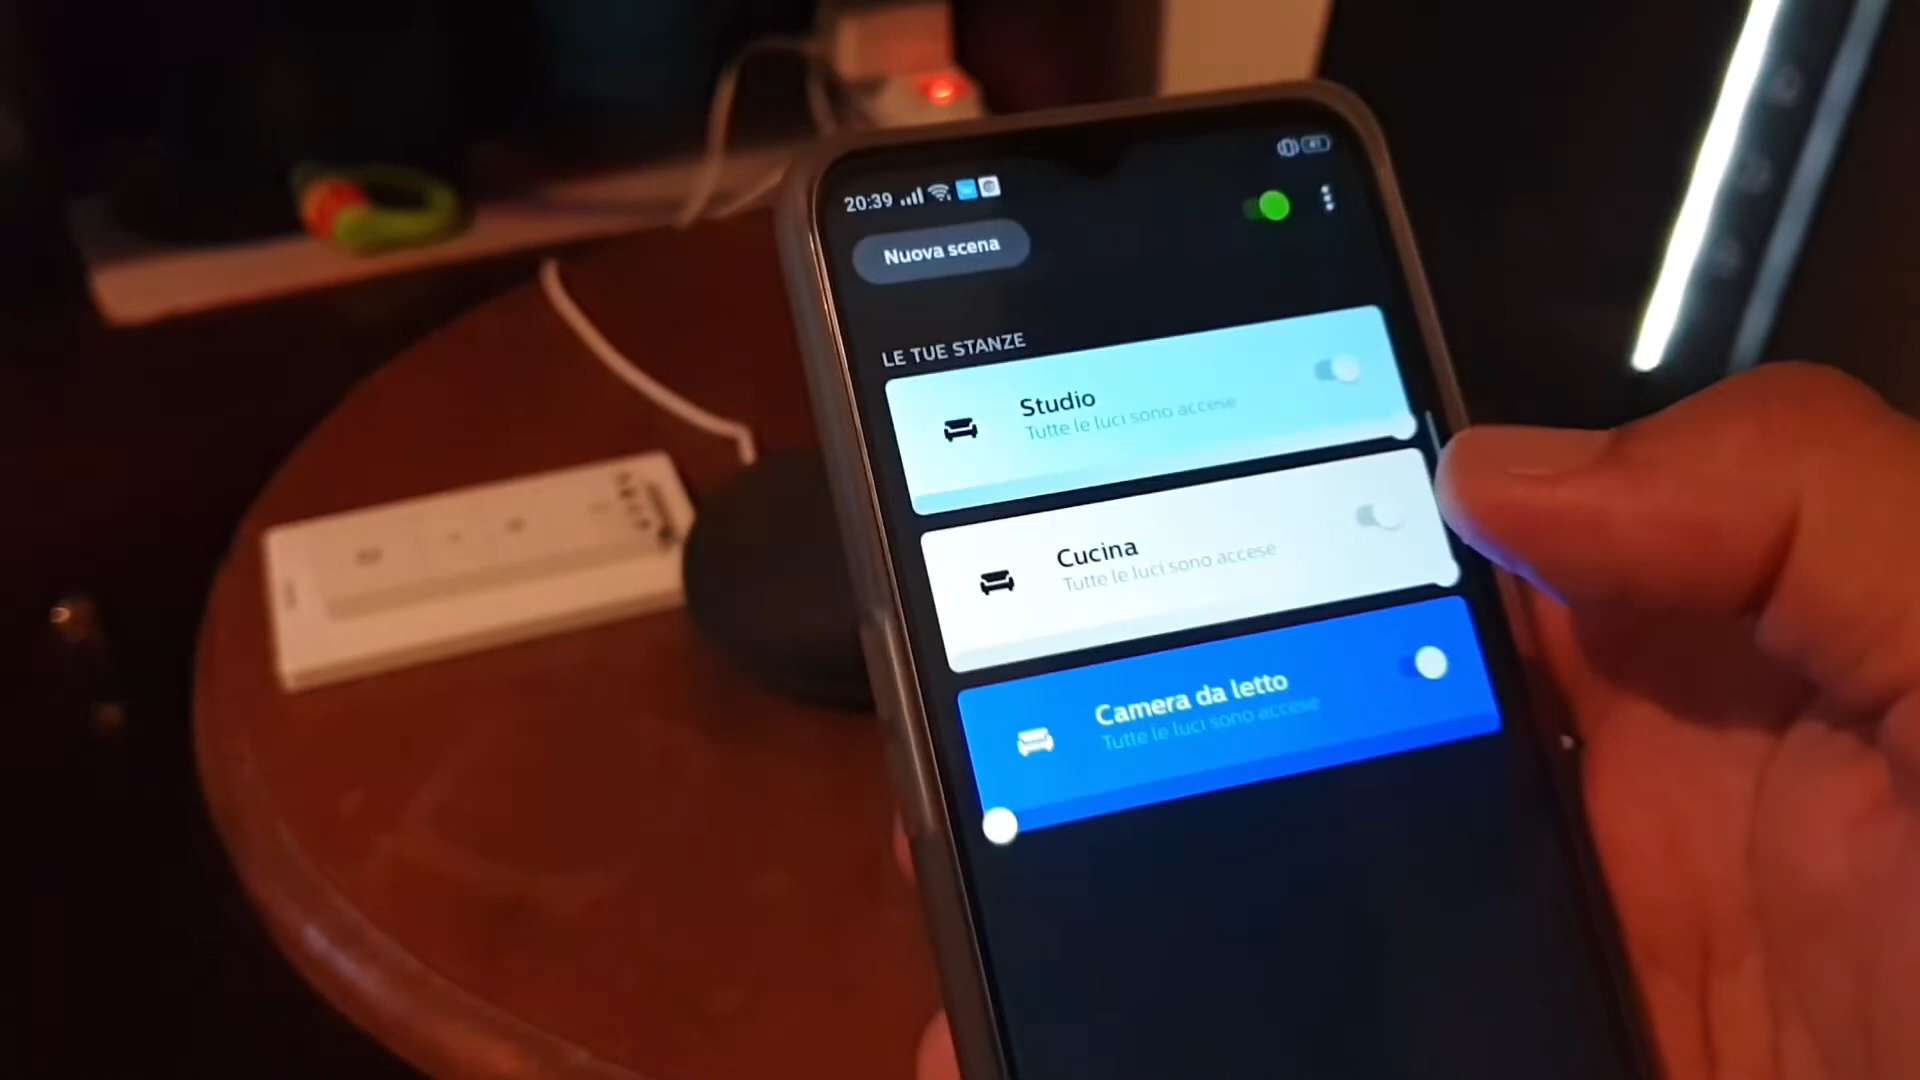 20:39
Nuova scena
LE TUE STANZE
Studio
Tutte le luci sono accese
Cucina
Tutte le luci sono accese
Camera da letto
Tutte le luci sono accese